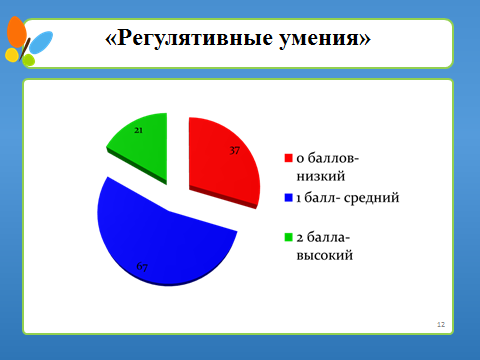 «Регулятивные умения»
21
37
67
0 баллов-
низкий
1 балл- средний
2 балла-
высокий
12